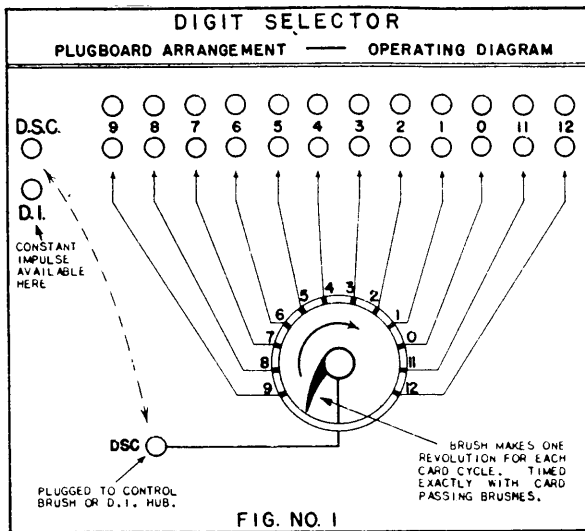 DIGIT SELECTOR
PLUGBOARD ARRANGEMENT — OPERATING DIAGRAM
D.S.C.
9 8 7 6 5 4 3 2 1 0 11 12
D.I.
CONSTANT
IMPULSE
AVAILABLE
HERE
9 8 7 6 5 4 3 2 1 0 11 12
DSC
PLUGGED TO CONTROL
BRUSH OR D.I. HUB.
BRUSH MAKES ONE
REVOLUTION FOR EACH
CARD CYCLE. TIMED
EXACTLY WITH CARD
PASSING BRUSHES.
FIG. NO. 1